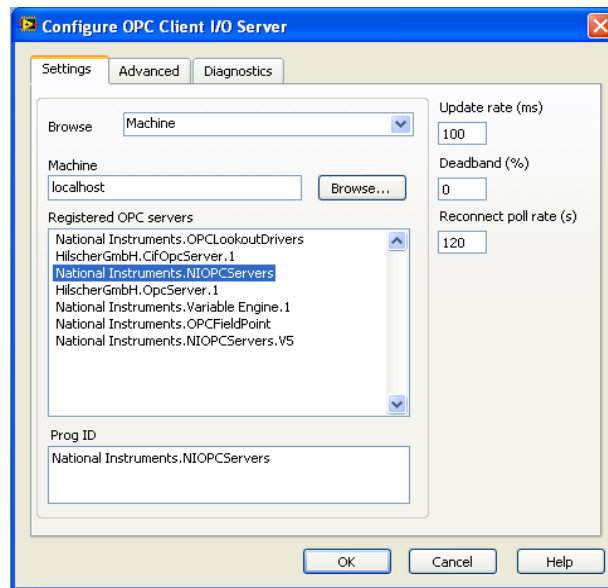 Configure OPC Client I/O Server
Settings
Advanced
Diagnostics
Browse
Machine
Machine
localhost
Browse...
Registered OPC servers
National Instruments.OPCLookoutDrivers
HilscherGmbH.CifOpcServer.1
National Instruments.NIOPCServers
HilscherGmbH.OpcServer.1
National Instruments.Variable Engine.1
National Instruments.OPCFieldPoint
National Instruments.NIOPCServers.V5
Prog ID
National Instruments.NIOPCServers
Update rate (ms)
100
Deadband (%)
0
Reconnect poll rate (s)
120
OK
Cancel
Help